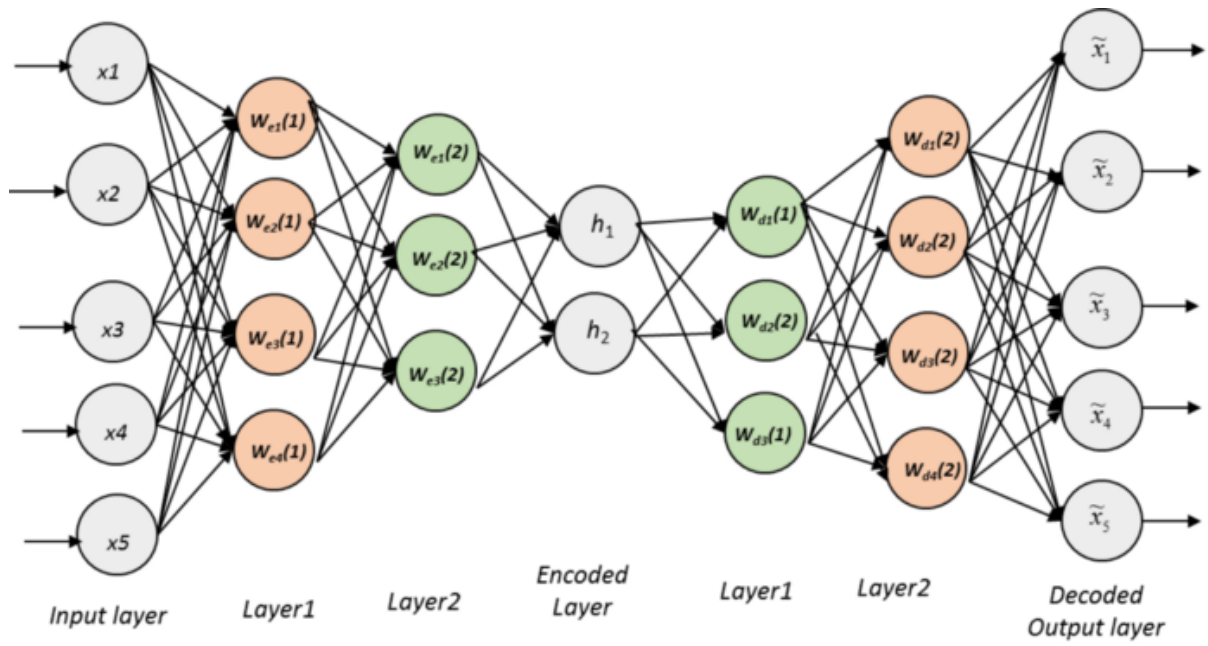 x1
x2
x3
x4
x5
Input layer
We1(1)
We2(1)
We3(1)
We4(1)
Layer1
We1(2)
We2(2)
We3(2)
Layer2
h1
h2
Encoded
Layer
Wd1(1)
Wd2(2)
Wd3(1)
Layer1
Wd1(2)
Wd2(2)
Wd3(2)
Wd4(2)
Layer2
x̃1
x̃2
x̃3
x̃4
x̃5
Decoded
Output layer